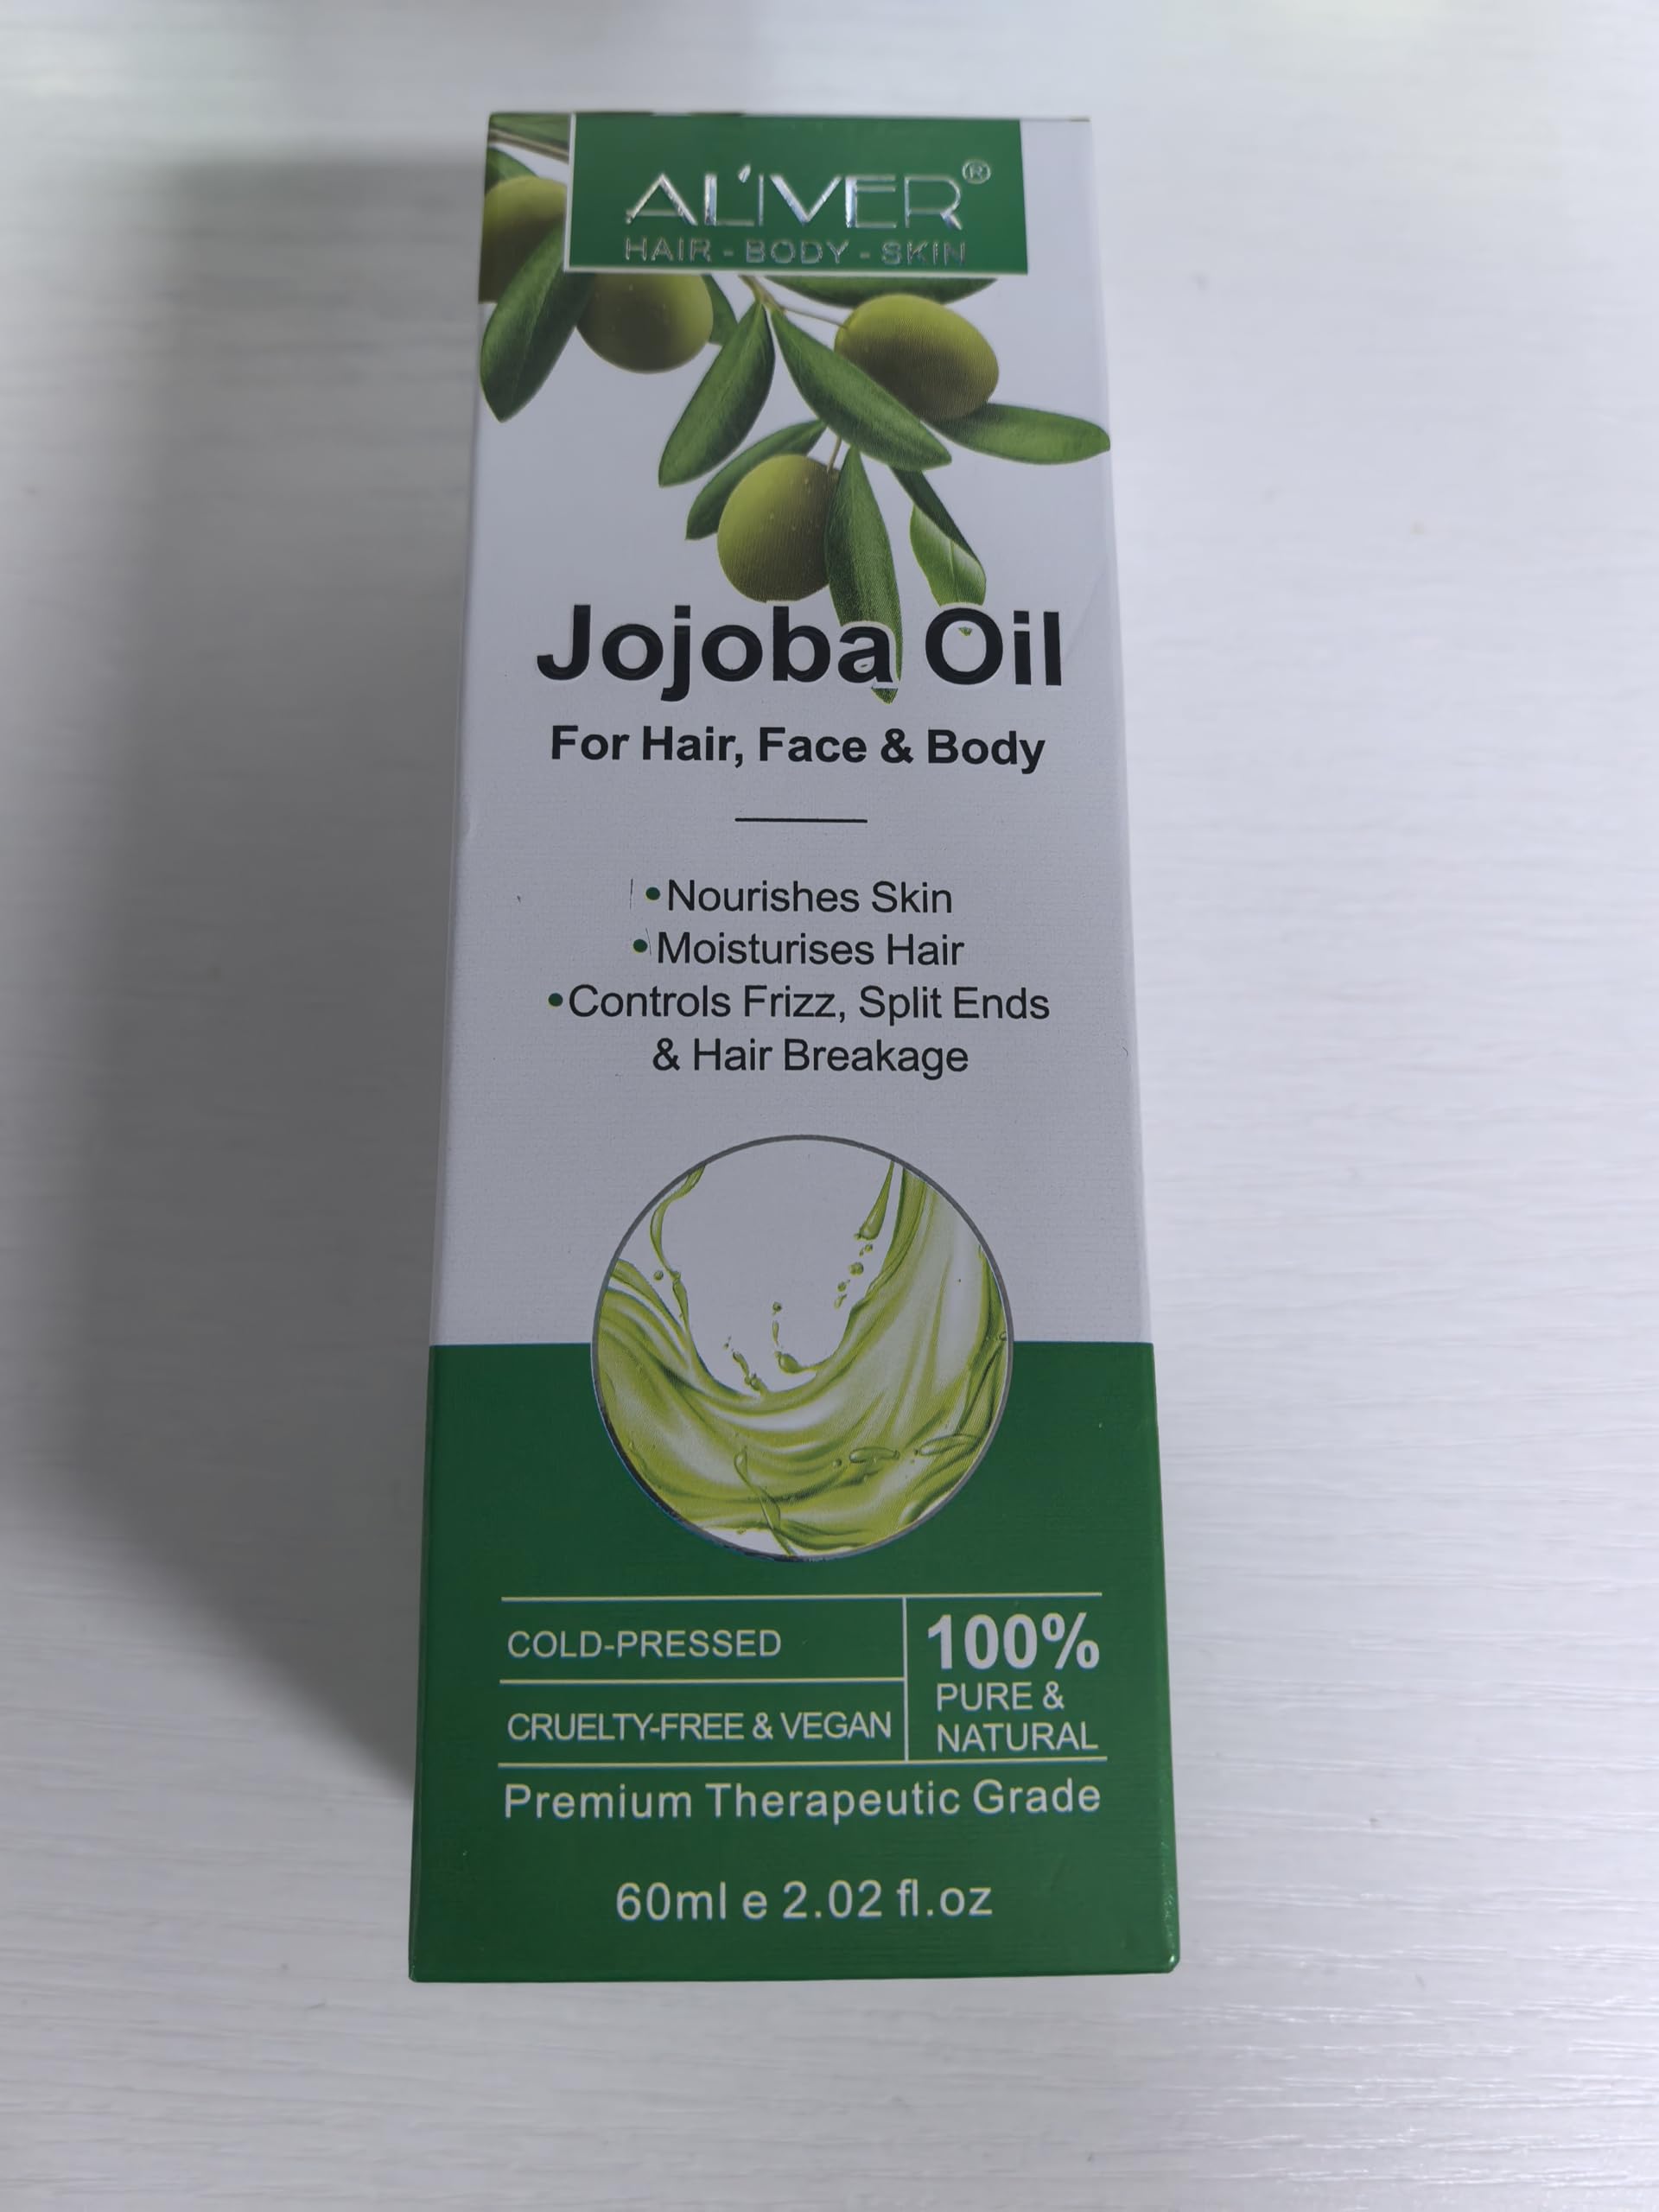 AL'IVER®
HAIR - BODY - SKIN
Jojoba Oil
For Hair, Face & Body
•Nourishes Skin
•Moisturises Hair
•Controls Frizz, Split Ends
& Hair Breakage
COLD-PRESSED
CRUELTY-FREE & VEGAN
100%
PURE &
NATURAL
Premium Therapeutic Grade
60ml e 2.02 fl.oz